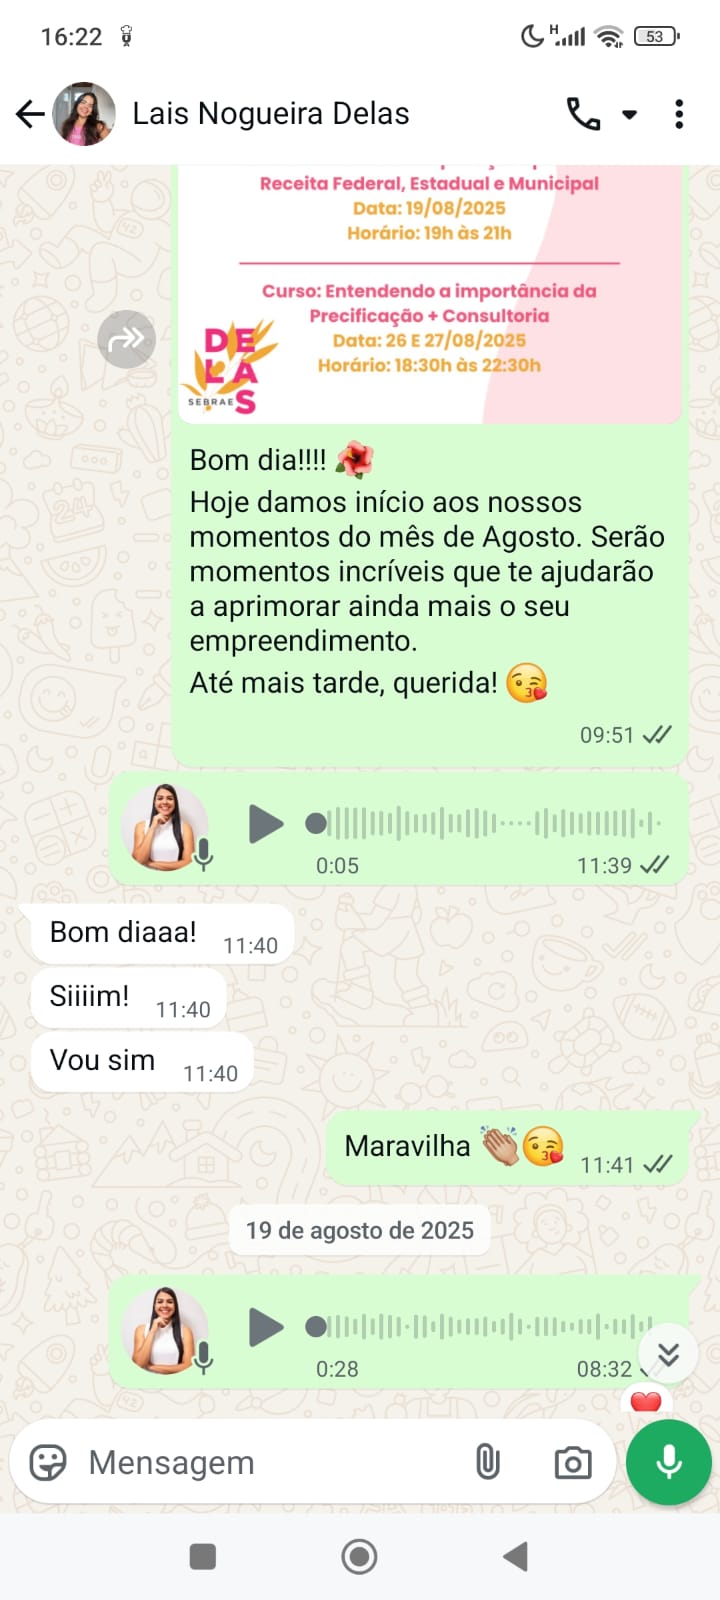 16:22
H
53
Lais Nogueira Delas
Receita Federal, Estadual e Municipal
Data: 19/08/2025
Horário: 19h às 21h
Curso: Entendendo a importância da
Precificação + Consultoria
Data: 26 E 27/08/2025
Horário: 18:30h às 22:30h
DE
LA
S
SEBRAE
Bom dia!!!! 🌺
Hoje damos início aos nossos
momentos do mês de Agosto. Serão
momentos incríveis que te ajudarão
a aprimorar ainda mais o seu
empreendimento.
Até mais tarde, querida! 😘
09:51
0:05
11:39
Bom diaaa!
11:40
Siiiim!
11:40
Vou sim
11:40
Maravilha 👏🏼😘
11:41
19 de agosto de 2025
0:28
08:32
Mensagem